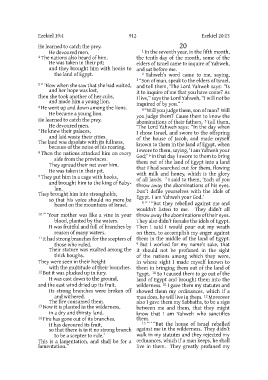 Ezekiel 19:4 912 Ezekiel 20:13
He learned to catch the prey.
He devoured men.
4 The nations also heard of him.
He was taken in their pit;
and they brought him with hooks to
the land of Egypt.
5 “‘Now when she saw that she had waited,
and her hope was lost,
then she took another of her cubs,
and made him a young lion.
6 He went up and down among the lions.
He became a young lion.
He learned to catch the prey.
He devoured men.
7 He knew their palaces,
and laid waste their cities.
The land was desolate with its fullness,
because of the noise of his roaring.
8 Then the nations attacked him on every
side from the provinces.
They spread their net over him.
He was taken in their pit.
9 They put him in a cage with hooks,
and brought him to the king of Babylon.
They brought him into strongholds,
so that his voice should no more be
heard on the mountains of Israel.
10 “‘Your mother was like a vine in your
blood, planted by the waters.
It was fruitful and full of branches by
reason of many waters.
11 It had strong branches for the scepters of
those who ruled.
Their stature was exalted among the
thick boughs.
They were seen in their height
with the multitude of their branches.
12 But it was plucked up in fury.
It was cast down to the ground,
and the east wind dried up its fruit.
Its strong branches were broken off
and withered.
The fire consumed them.
13 Now it is planted in the wilderness,
in a dry and thirsty land.
14 Fire has gone out of its branches.
It has devoured its fruit,
so that there is in it no strong branch
to be a scepter to rule.’
This is a lamentation, and shall be for a
lamentation.”
20
1 In the seventh year, in the fifth month,
the tenth day of the month, some of the
elders of Israel came to inquire of Yahweh,
and sat before me.
2 Yahweh’s word came to me, saying,
3 “Son of man, speak to the elders of Israel,
and tell them, ‘The Lord Yahweh says: “Is
it to inquire of me that you have come? As
I live,” says the Lord Yahweh, “I will not be
inquired of by you.”’
4 “Will you judge them, son of man? Will
you judge them? Cause them to know the
abominations of their fathers. 5 Tell them,
‘The Lord Yahweh says: “In the day when
I chose Israel, and swore to the offspring
of the house of Jacob, and made myself
known to them in the land of Egypt, when
I swore to them, saying, ‘I am Yahweh your
God;’ 6 in that day I swore to them to bring
them out of the land of Egypt into a land
that I had searched out for them, flowing
with milk and honey, which is the glory
of all lands. 7 I said to them, ‘Each of you
throw away the abominations of his eyes.
Don’t defile yourselves with the idols of
Egypt. I am Yahweh your God.’
8 “‘“But they rebelled against me and
wouldn’t listen to me. They didn’t all
throw away the abominations of their eyes.
They also didn’t forsake the idols of Egypt.
Then I said I would pour out my wrath
on them, to accomplish my anger against
them in the middle of the land of Egypt.
9 But I worked for my name’s sake, that
it should not be profaned in the sight
of the nations among which they were,
in whose sight I made myself known to
them in bringing them out of the land of
Egypt. 10 So I caused them to go out of the
land of Egypt and brought them into the
wilderness. 11 I gave them my statutes and
showed them my ordinances, which if a
man does, he will live in them. 12 Moreover
also I gave them my Sabbaths, to be a sign
between me and them, that they might
know that I am Yahweh who sanctifies
them.
13 “‘“But the house of Israel rebelled
against me in the wilderness. They didn’t
walk in my statutes and they rejected my
ordinances, which if a man keeps, he shall
live in them. They greatly profaned my